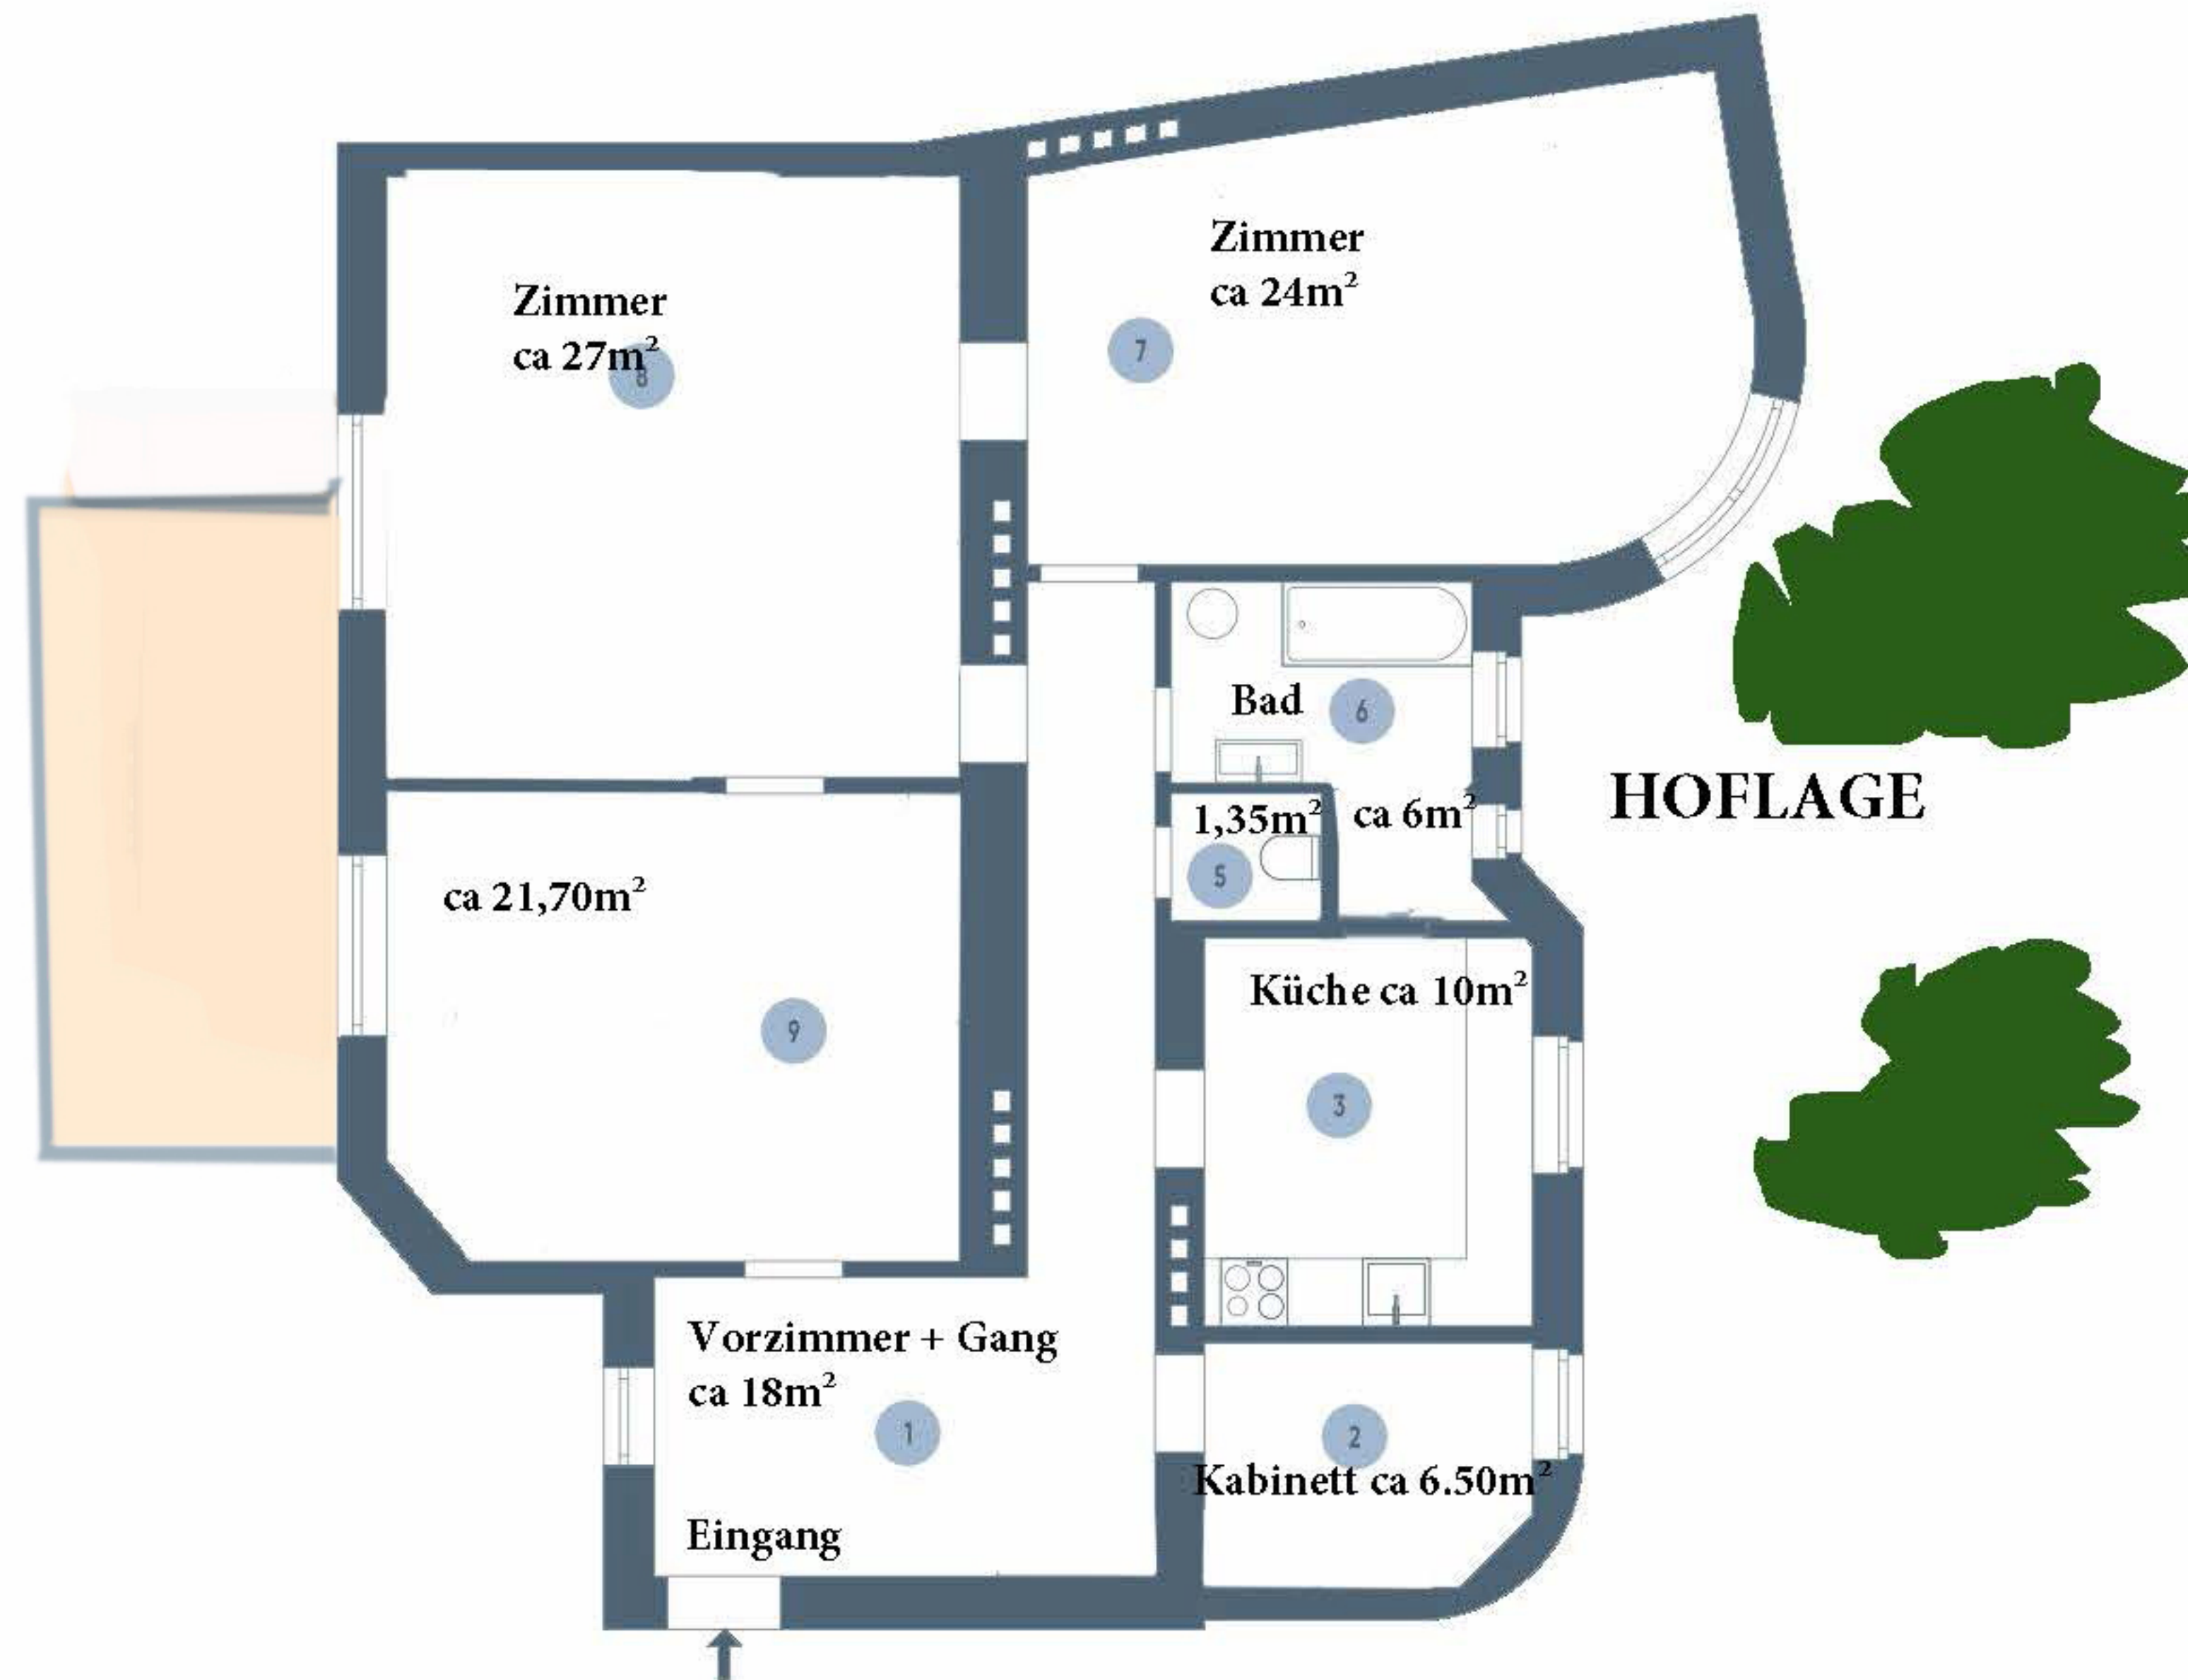 Zimmer
ca 24m²
7
Zimmer
ca 27m²
8
Bad
6
HOFLAGE
1,35m²
ca 6m²
5
ca 21,70m²
9
Küche ca 10m²
3
Vorzimmer + Gang
ca 18m²
1
2
Kabinett ca 6.50m²
Eingang